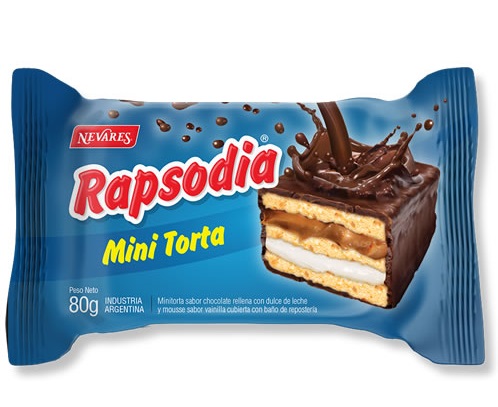 NEVARES
Rapsodia®
Mini Torta
Peso Neto
80g
INDUSTRIA
ARGENTINA
Minitorta sabor chocolate rellena con dulce de leche
y mousse sabor vainilla cubierta con baño de repostería